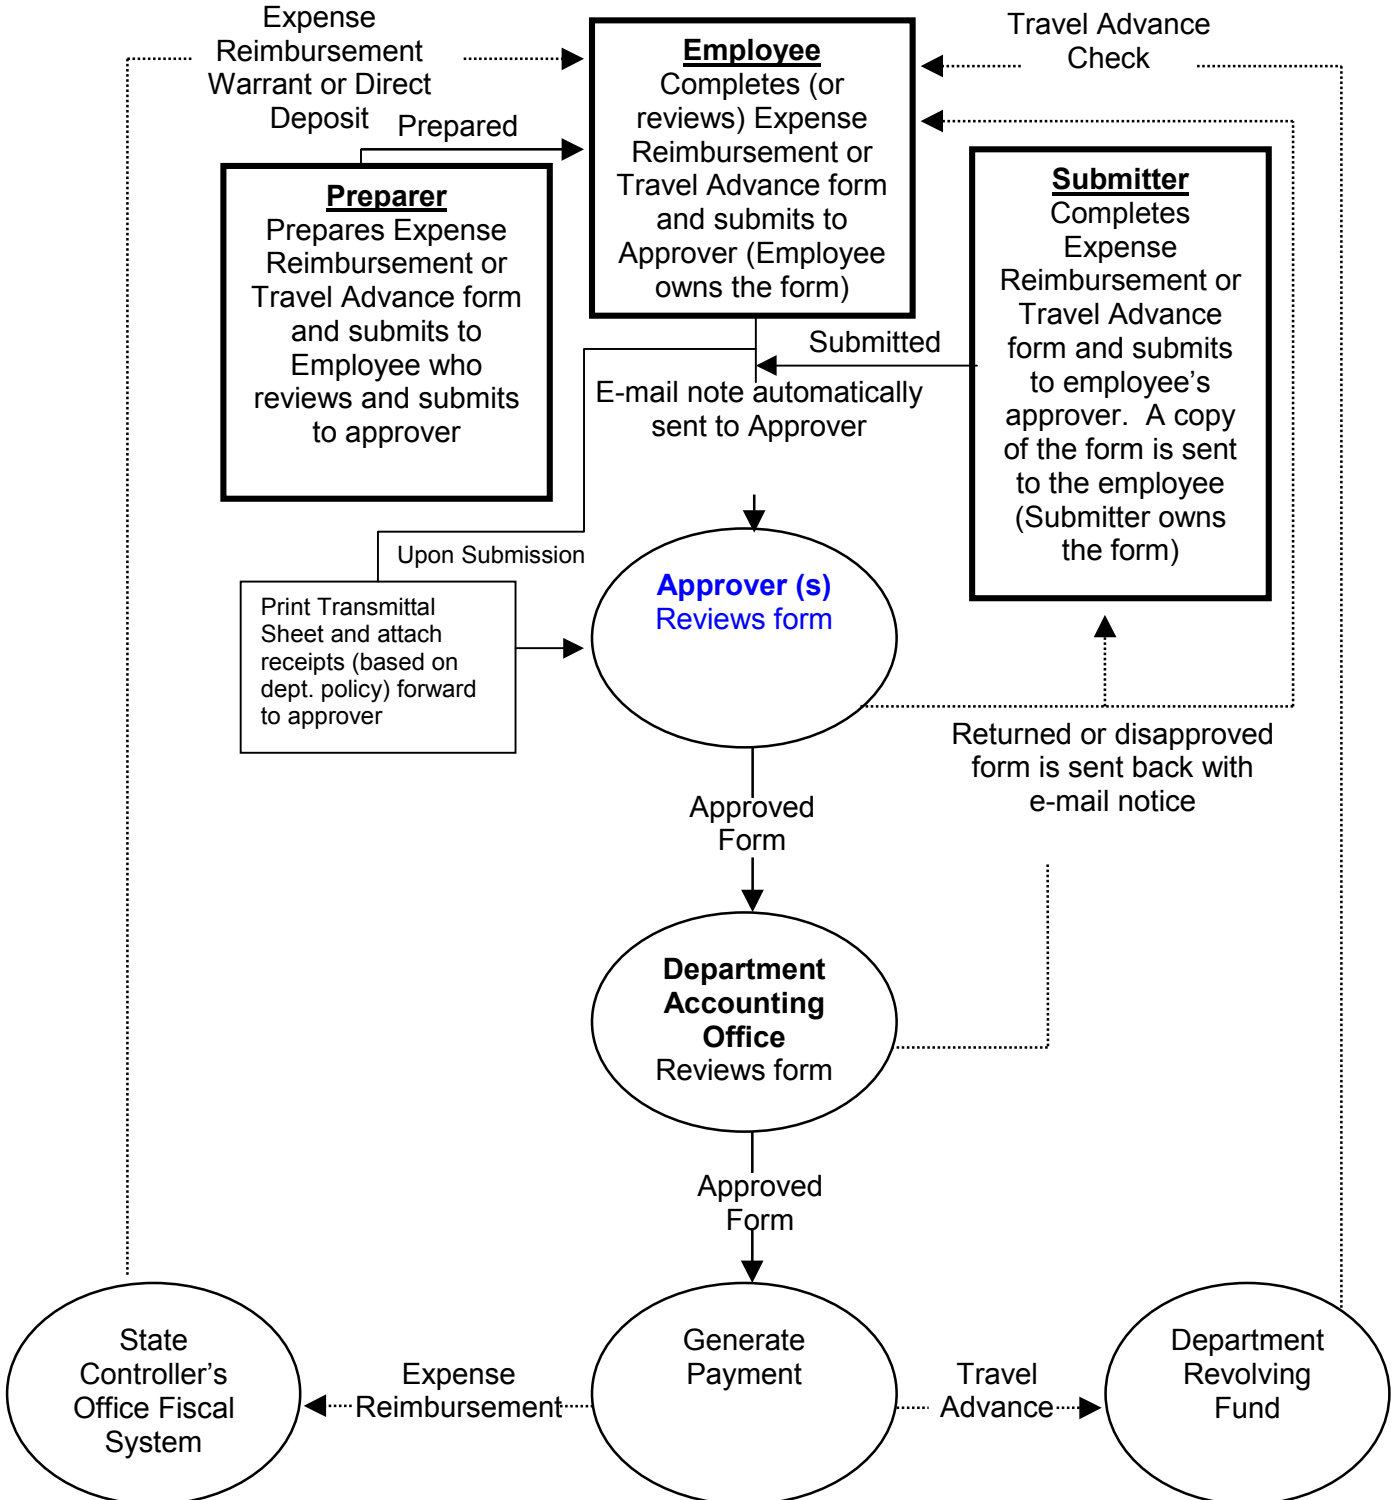 Expense
Reimbursement
Warrant or Direct
Deposit
Travel Advance
Check
Employee
Completes (or
reviews) Expense
Reimbursement or
Travel Advance form
and submits to
Approver (Employee
owns the form)
Prepared
Preparer
Prepares Expense
Reimbursement or
Travel Advance form
and submits to
Employee who
reviews and submits
to approver
Submitter
Completes
Expense
Reimbursement or
Travel Advance
form and submits
to employee’s
approver.  A copy
of the form is sent
to the employee
(Submitter owns
the form)
Submitted
E-mail note automatically
sent to Approver
Upon Submission
Print Transmittal
Sheet and attach
receipts (based on
dept. policy) forward
to approver
Approver (s)
Reviews form
Returned or disapproved
form is sent back with
e-mail notice
Approved
Form
Department
Accounting
Office
Reviews form
Approved
Form
State
Controller’s
Office Fiscal
System
Expense
Reimbursement
Generate
Payment
Travel
Advance
Department
Revolving
Fund